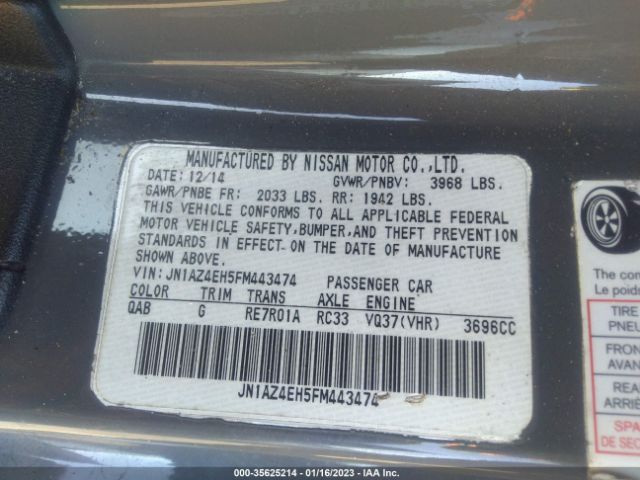 MANUFACTURED BY NISSAN MOTOR CO.,LTD.
DATE: 12/14 GVWR/PNBV: 3968 LBS.
GAWR/PNBE FR: 2033 LBS. RR: 1942 LBS.
THIS VEHICLE CONFORMS TO ALL APPLICABLE FEDERAL
MOTOR VEHICLE SAFETY,BUMPER,AND THEFT PREVENTION
STANDARDS IN EFFECT ON THE DATE OF MANUFACTURE
SHOWN ABOVE.
VIN: JN1AZ4EH5FM443474 PASSENGER CAR
COLOR TRIM TRANS AXLE ENGINE
QAB G RE7R01A RC33 VQ37(VHR) 3696CC
JN1AZ4EH5FM443474
The con
Le poids
TIRE
PNEU
FRON
AVAN
REA
ARRIÈ
SPA
DE SEC
000-35625214 - 01/16/2023 - IAA Inc.